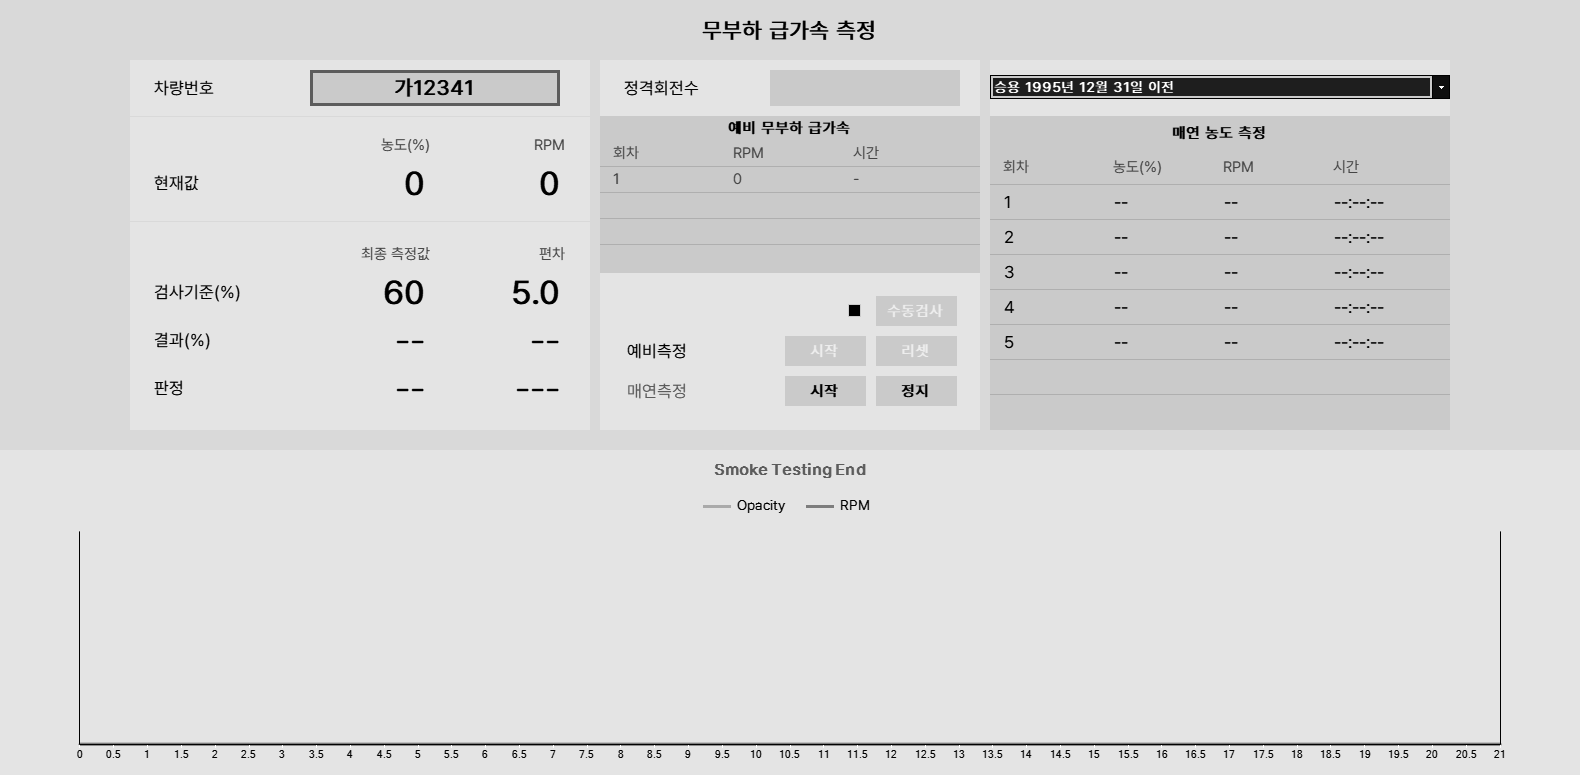 무부하 급가속 측정
차량번호 가12341
농도(%) RPM
현재값 0 0
최종 측정값 편차
검사기준(%) 60 5.0
결과(%) -- --
판정 -- ---
정격회전수
예비 무부하 급가속
회차 RPM 시간
1 0 -
수동검사
예비측정 시작 리셋
매연측정 시작 정지
승용 1995년 12월 31일 이전
매연 농도 측정
회차 농도(%) RPM 시간
1 -- -- --:--:--
2 -- -- --:--:--
3 -- -- --:--:--
4 -- -- --:--:--
5 -- -- --:--:--
Smoke Testing End
Opacity RPM
0 0.5 1 1.5 2 2.5 3 3.5 4 4.5 5 5.5 6 6.5 7 7.5 8 8.5 9 9.5 10 10.5 11 11.5 12 12.5 13 13.5 14 14.5 15 15.5 16 16.5 17 17.5 18 18.5 19 19.5 20 20.5 21